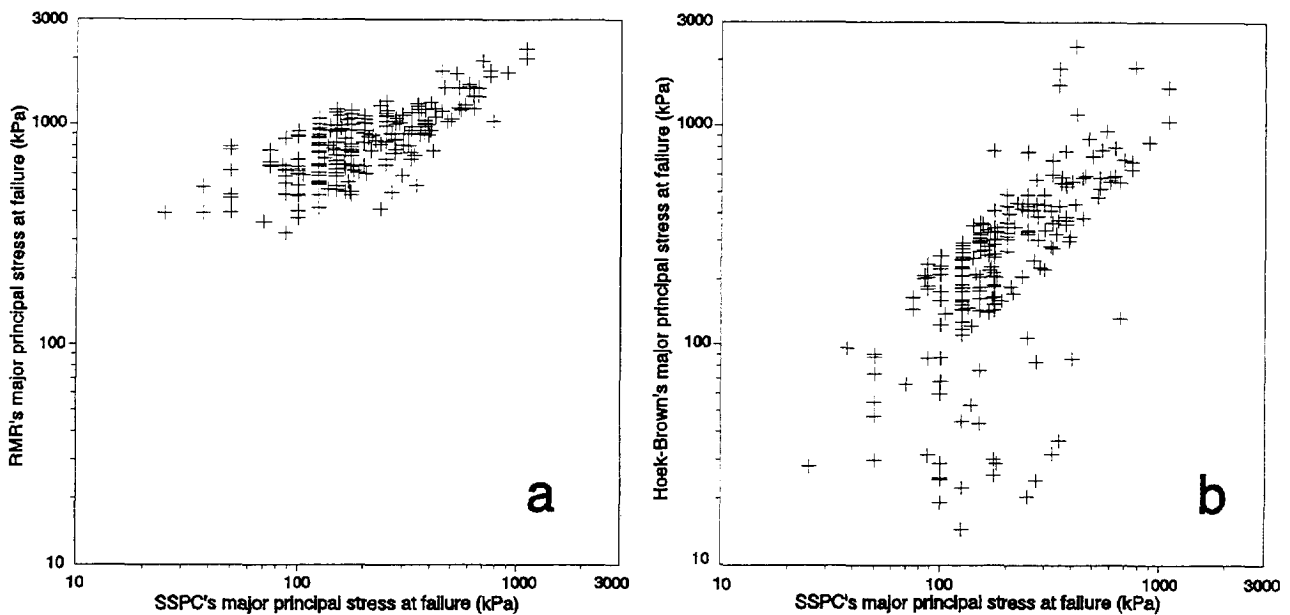 3000
1000
100
10
RMR's major principal stress at failure (kPa)
a
10
100
1000
3000
SSPC's major principal stress at failure (kPa)
3000
1000
100
10
Hoek-Brown's major principal stress at failure (kPa)
b
10
100
1000
3000
SSPC's major principal stress at failure (kPa)